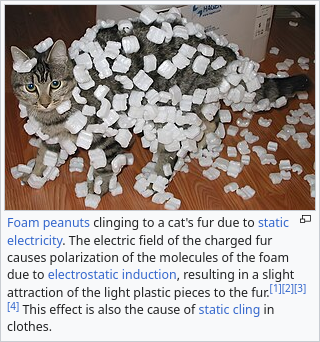 Foam peanuts clinging to a cat's fur due to static
electricity. The electric field of the charged fur
causes polarization of the molecules of the foam
due to electrostatic induction, resulting in a slight
attraction of the light plastic pieces to the fur.[1][2][3]
[4] This effect is also the cause of static cling in
clothes.